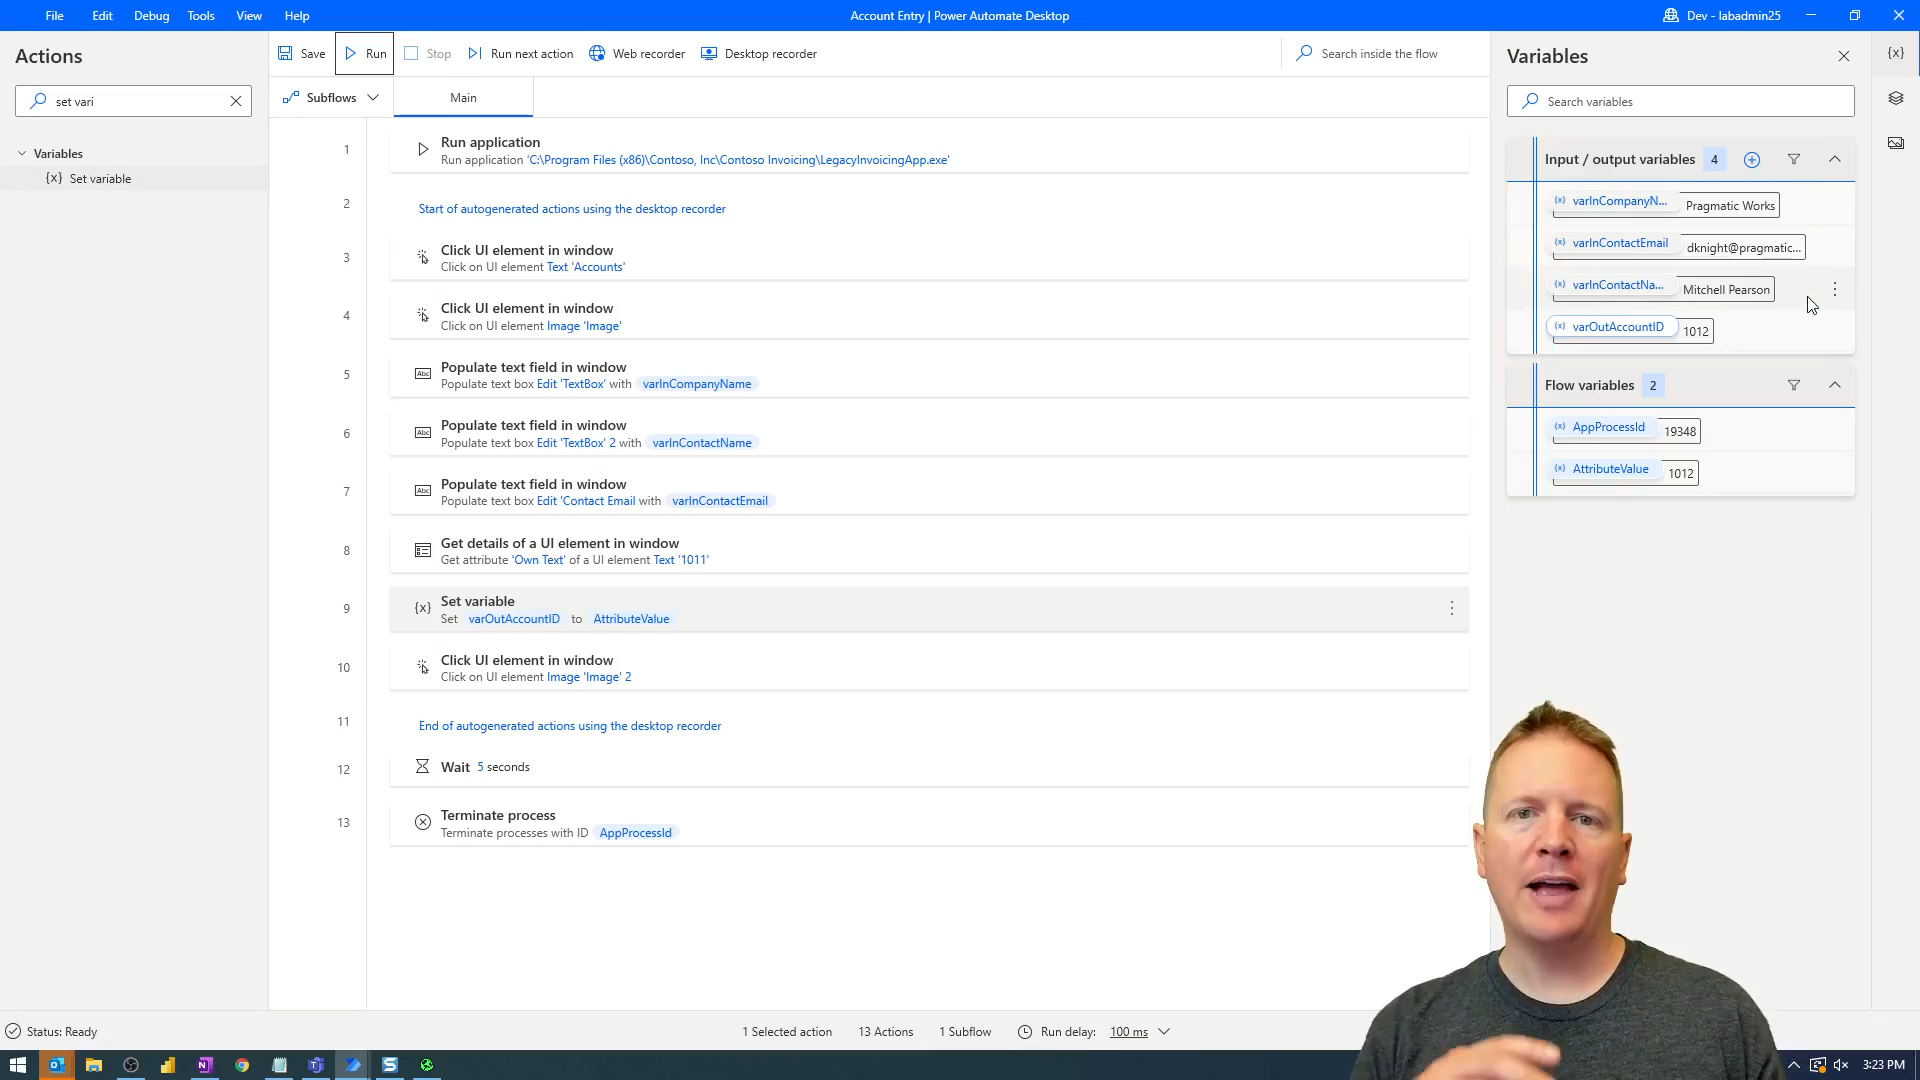 File Edit Debug Tools View Help
Account Entry | Power Automate Desktop
Dev - labadmin25
Actions
set vari
Variables
{x} Set variable
Save Run Stop Run next action Web recorder Desktop recorder
Search inside the flow
Subflows
Main
1
Run application
Run application 'C:\Program Files (x86)\Contoso, Inc\Contoso Invoicing\LegacyInvoicingApp.exe'
2
Start of autogenerated actions using the desktop recorder
3
Click UI element in window
Click on UI element Text 'Accounts'
4
Click UI element in window
Click on UI element Image 'Image'
5
Abc
Populate text field in window
Populate text box Edit 'TextBox' with varInCompanyName
6
Abc
Populate text field in window
Populate text box Edit 'TextBox' 2 with varInContactName
7
Abc
Populate text field in window
Populate text box Edit 'Contact Email with varInContactEmail
8
Get details of a UI element in window
Get attribute 'Own Text' of a UI element Text '1011'
9
{x}
Set variable
Set varOutAccountID to AttributeValue
10
Click UI element in window
Click on UI element Image 'Image' 2
11
End of autogenerated actions using the desktop recorder
12
Wait 5 seconds
13
Terminate process
Terminate processes with ID AppProcessId
Variables
{x}
Search variables
Input / output variables 4
(x) varInCompanyN... Pragmatic Works
(x) varInContactEmail dknight@pragmatic...
(x) varInContactNa... Mitchell Pearson
(x) varOutAccountID 1012
Flow variables 2
(x) AppProcessId 19348
(x) AttributeValue 1012
Status: Ready
1 Selected action 13 Actions 1 Subflow Run delay: 100 ms
3:23 PM